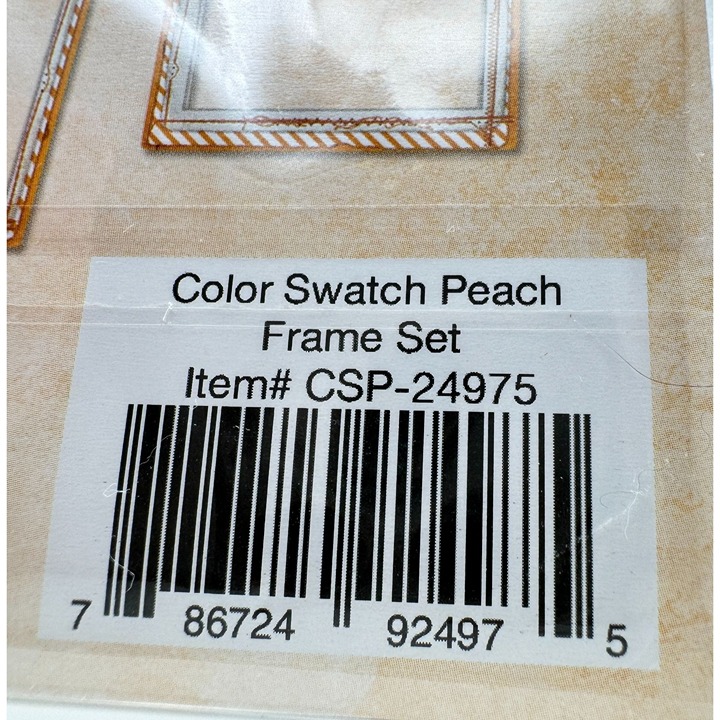 Color Swatch Peach
Frame Set
Item# CSP-24975
7 86724 92497 5